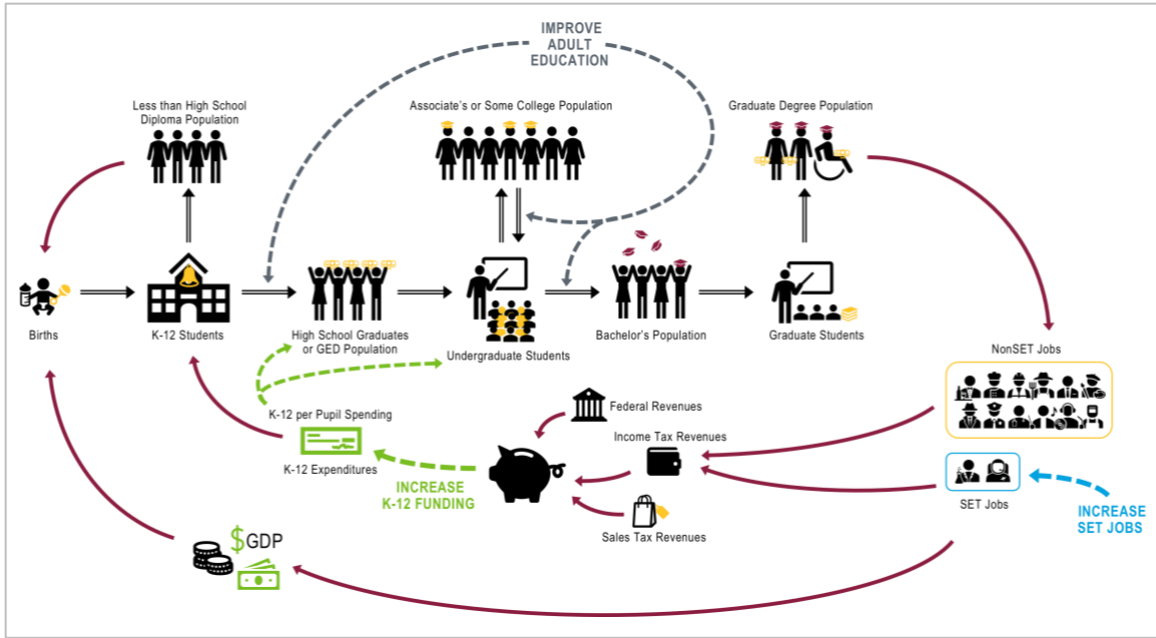 IMPROVE
ADULT
EDUCATION
Less than High School
Diploma Population
Associate's or Some College Population
Graduate Degree Population
Births
K-12 Students
High School Graduates
or GED Population
Undergraduate Students
Bachelor's Population
Graduate Students
NonSET Jobs
K-12 per Pupil Spending
K-12 Expenditures
INCREASE
K-12 FUNDING
Federal Revenues
Income Tax Revenues
Sales Tax Revenues
SET Jobs
INCREASE
SET JOBS
$GDP